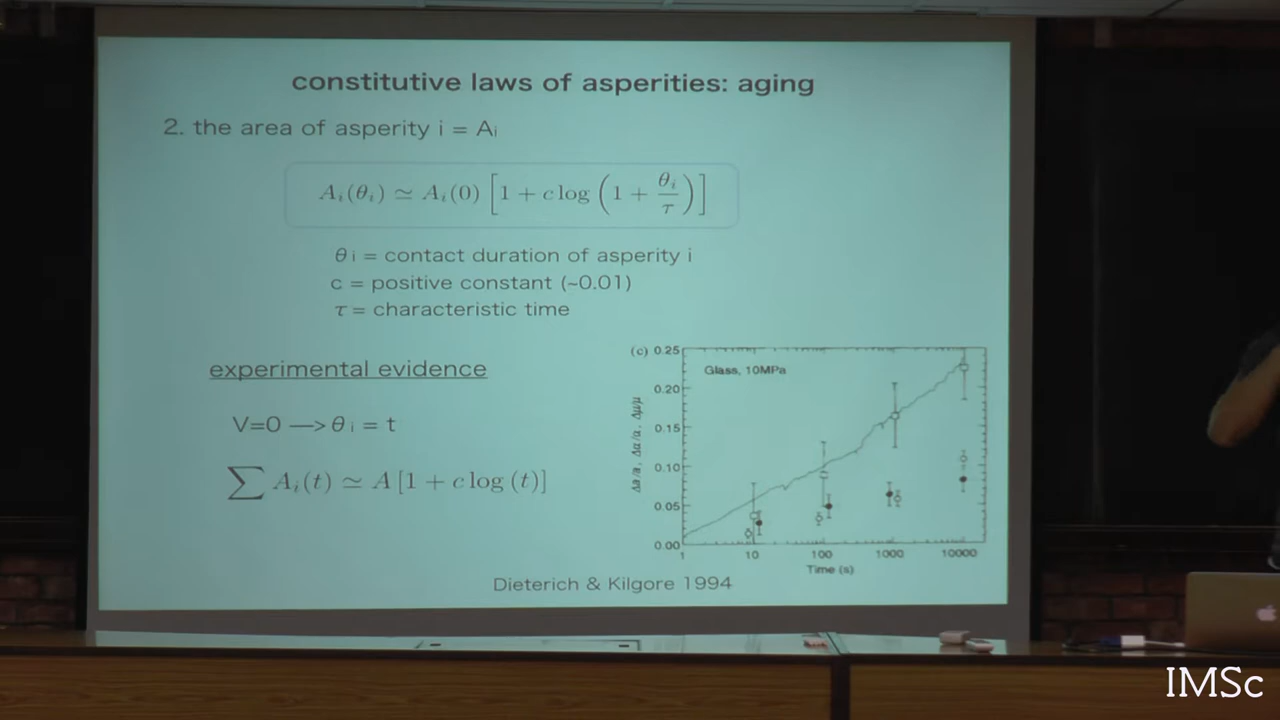 constitutive laws of asperities: aging
2. the area of asperity i = Aᵢ
Aᵢ(θᵢ) ≃ Aᵢ(0) [1 + c log (1 + θᵢ/τ)]
θ i = contact duration of asperity i
c = positive constant (~0.01)
τ = characteristic time
experimental evidence
V=0 —> θ i = t
∑ Aᵢ(t) ≃ A [1 + c log (t)]
(c)
Glass, 10MPa
0.25
0.20
0.15
0.10
0.05
0.00
1 10 100 1000 10000
Time (s)
Dieterich & Kilgore 1994
IMSc